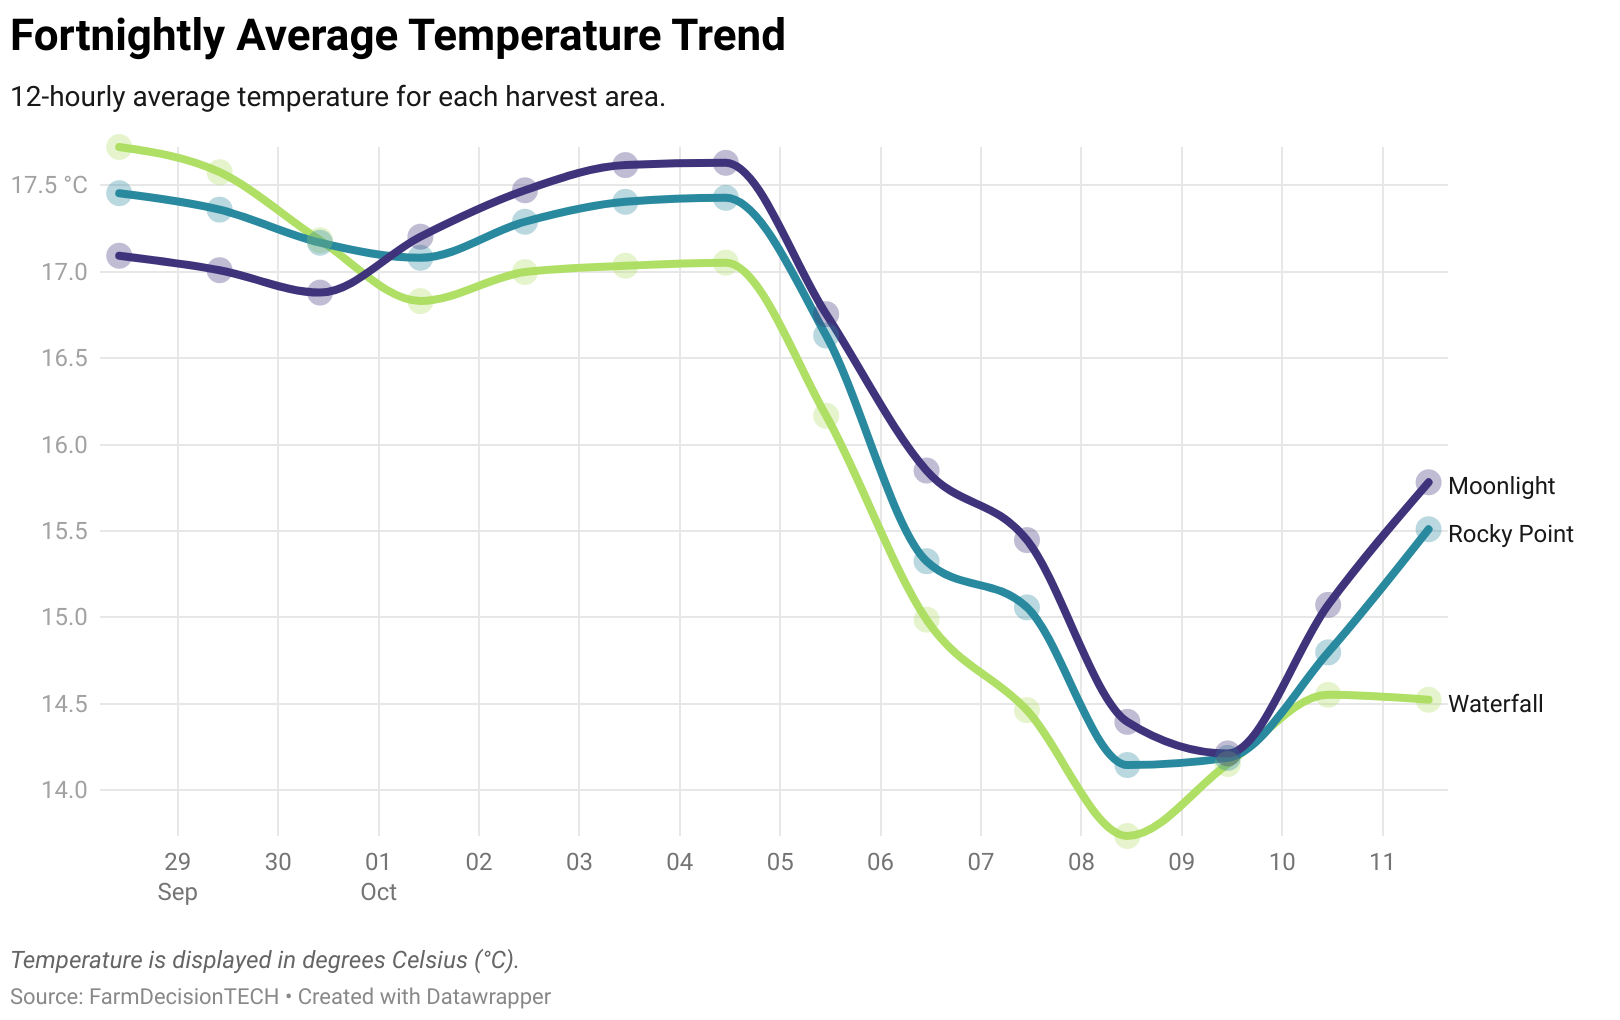 Fortnightly Average Temperature Trend
12-hourly average temperature for each harvest area.
17.5 °C
17.0
16.5
16.0
15.5
15.0
14.5
14.0
Moonlight
Rocky Point
Waterfall
29 30 01 02 03 04 05 06 07 08 09 10 11
Sep Oct
Temperature is displayed in degrees Celsius (°C).
Source: FarmDecisionTECH • Created with Datawrapper